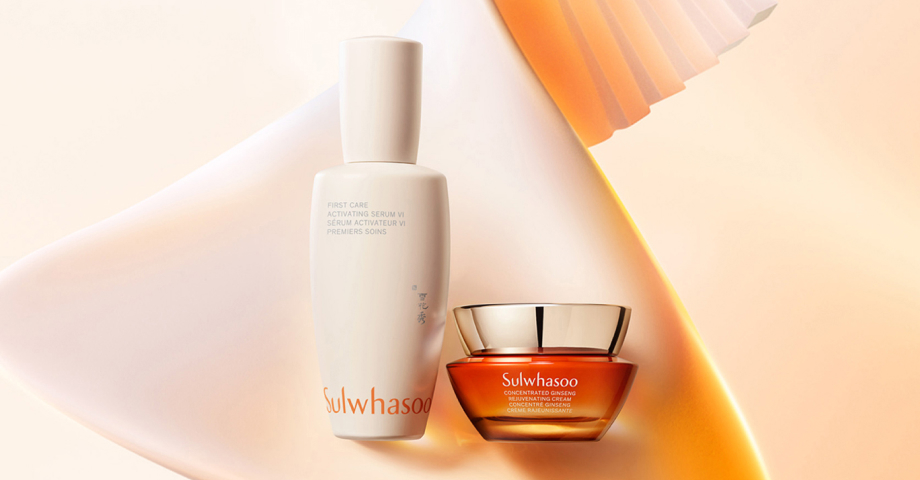 FIRST CARE
ACTIVATING SERUM VI
SÉRUM ACTIVATEUR VI
PREMIERS SOINS
Sulwhasoo
Sulwhasoo
CONCENTRATED GINSENG
REJUVENATING CREAM
CONCENTRÉ GINSENG
CRÈME RAJEUNISSANTE